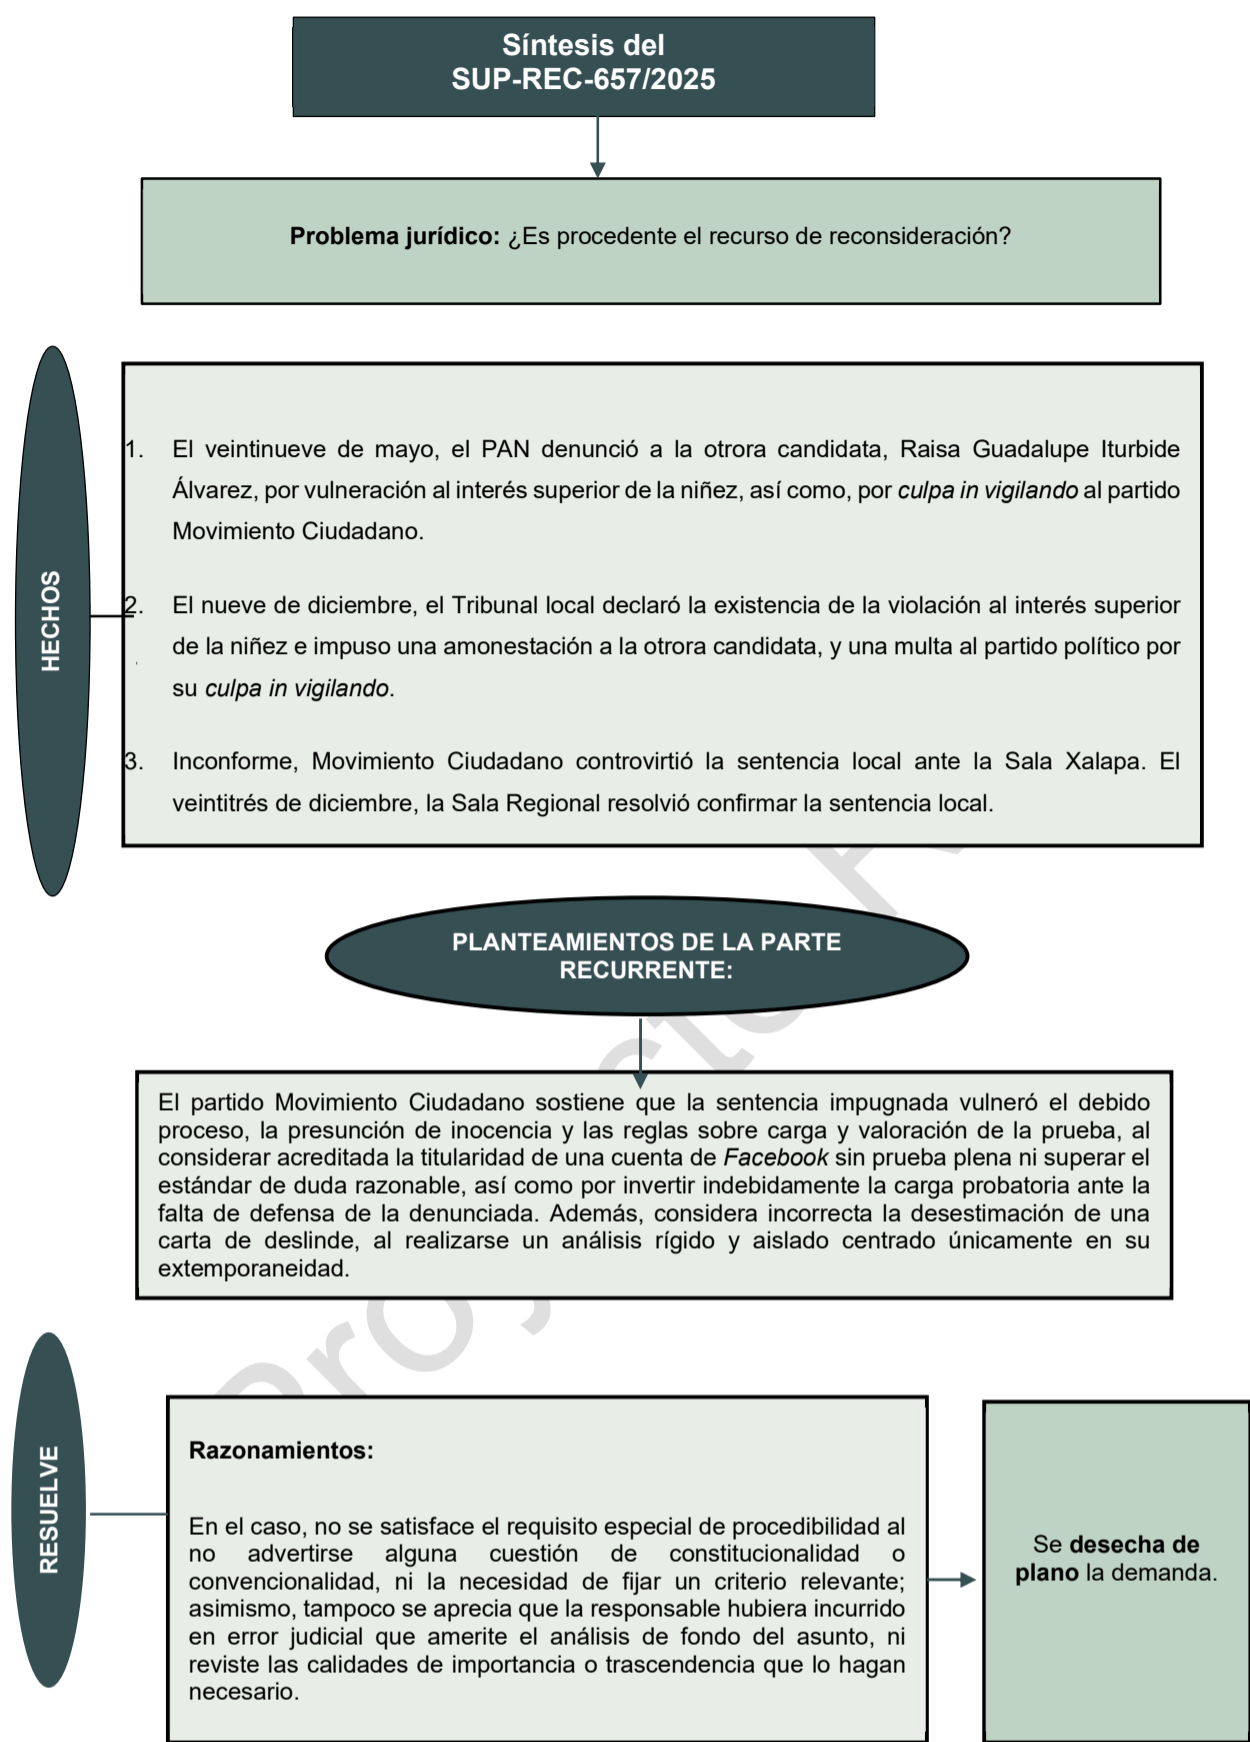 Síntesis del
SUP-REC-657/2025
Problema jurídico: ¿Es procedente el recurso de reconsideración?
HECHOS
1. El veintinueve de mayo, el PAN denunció a la otrora candidata, Raisa Guadalupe Iturbide
Álvarez, por vulneración al interés superior de la niñez, así como, por culpa in vigilando al partido
Movimiento Ciudadano.
2. El nueve de diciembre, el Tribunal local declaró la existencia de la violación al interés superior
de la niñez e impuso una amonestación a la otrora candidata, y una multa al partido político por
su culpa in vigilando.
3. Inconforme, Movimiento Ciudadano controvirtió la sentencia local ante la Sala Xalapa. El
veintitrés de diciembre, la Sala Regional resolvió confirmar la sentencia local.
PLANTEAMIENTOS DE LA PARTE
RECURRENTE:
El partido Movimiento Ciudadano sostiene que la sentencia impugnada vulneró el debido
proceso, la presunción de inocencia y las reglas sobre carga y valoración de la prueba, al
considerar acreditada la titularidad de una cuenta de Facebook sin prueba plena ni superar el
estándar de duda razonable, así como por invertir indebidamente la carga probatoria ante la
falta de defensa de la denunciada. Además, considera incorrecta la desestimación de una
carta de deslinde, al realizarse un análisis rígido y aislado centrado únicamente en su
extemporaneidad.
RESUELVE
Razonamientos:
En el caso, no se satisface el requisito especial de procedibilidad al
no advertirse alguna cuestión de constitucionalidad o
convencionalidad, ni la necesidad de fijar un criterio relevante;
asimismo, tampoco se aprecia que la responsable hubiera incurrido
en error judicial que amerite el análisis de fondo del asunto, ni
reviste las calidades de importancia o trascendencia que lo hagan
necesario.
Se desecha de
plano la demanda.